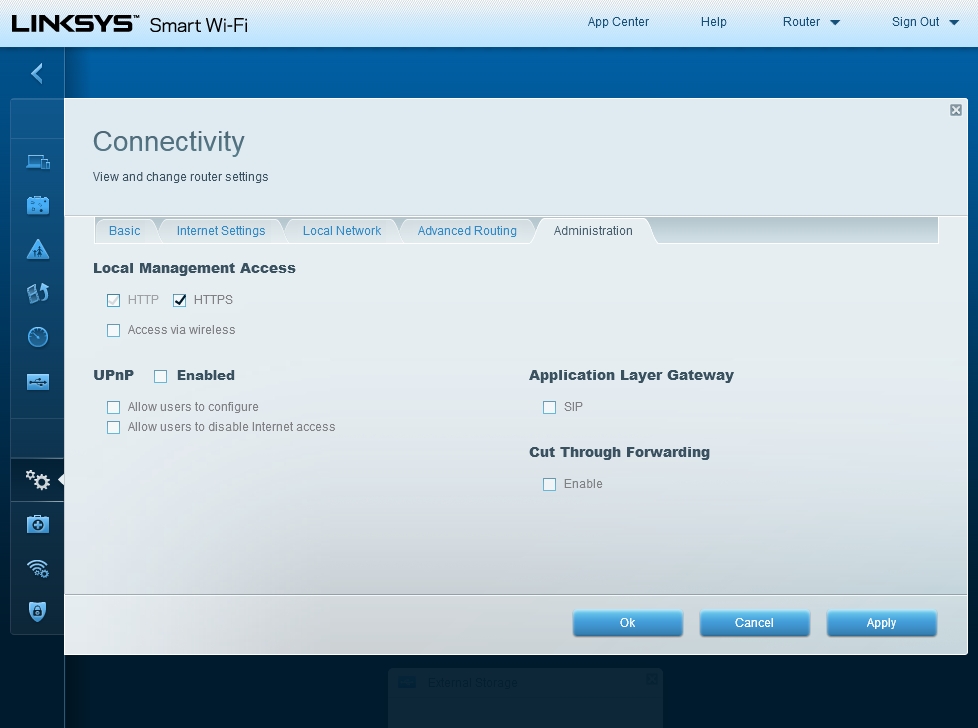 LINKSYS™ Smart Wi-Fi
App Center Help Router Sign Out
Connectivity
View and change router settings
Basic Internet Settings Local Network Advanced Routing Administration
Local Management Access
HTTP HTTPS
Access via wireless
UPnP Enabled
Allow users to configure
Allow users to disable Internet access
Application Layer Gateway
SIP
Cut Through Forwarding
Enable
Ok Cancel Apply
External Storage